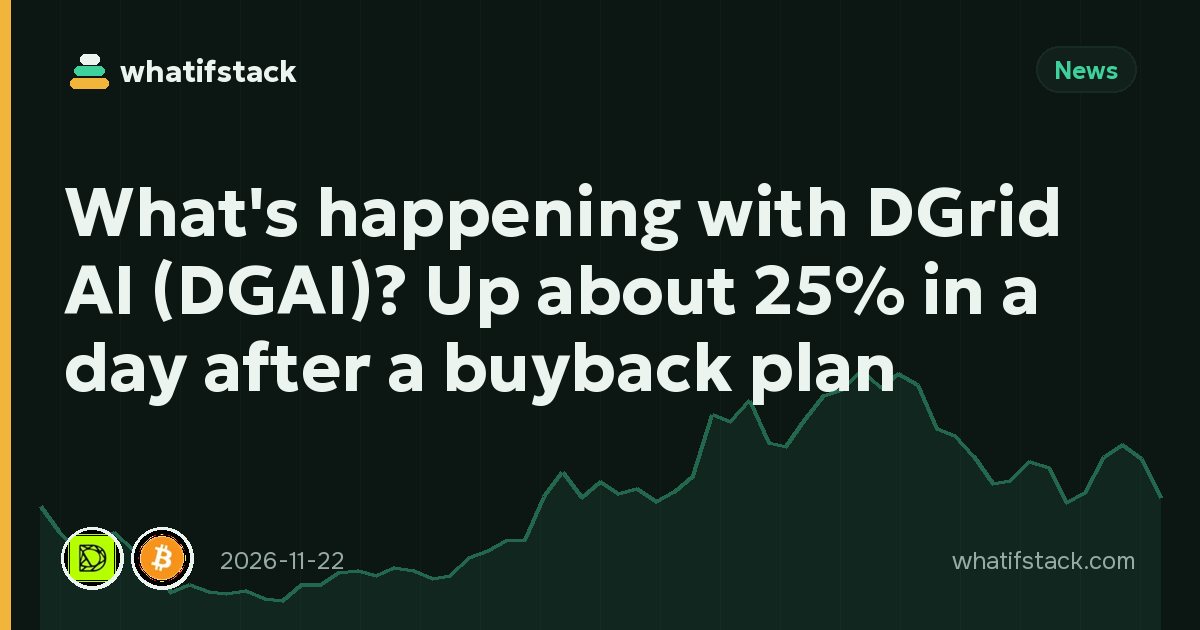 whatifstack
News
What's happening with DGrid
AI (DGAI)? Up about 25% in a
day after a buyback plan
2026-11-22
whatifstack.com